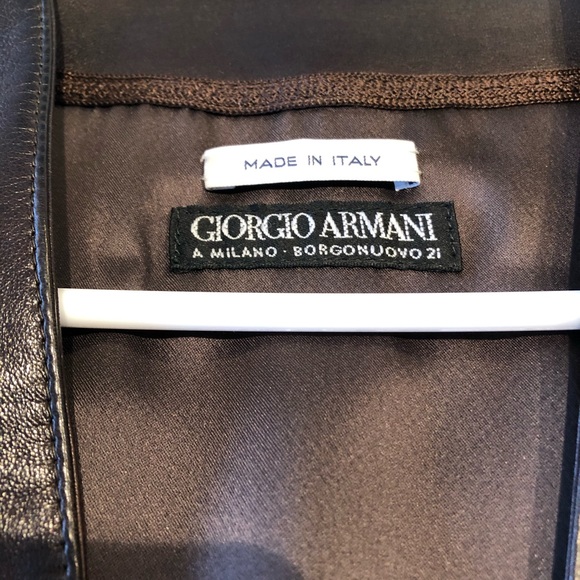 MADE IN ITALY
GIORGIO ARMANI
A MILANO · BORGONUOVO 21